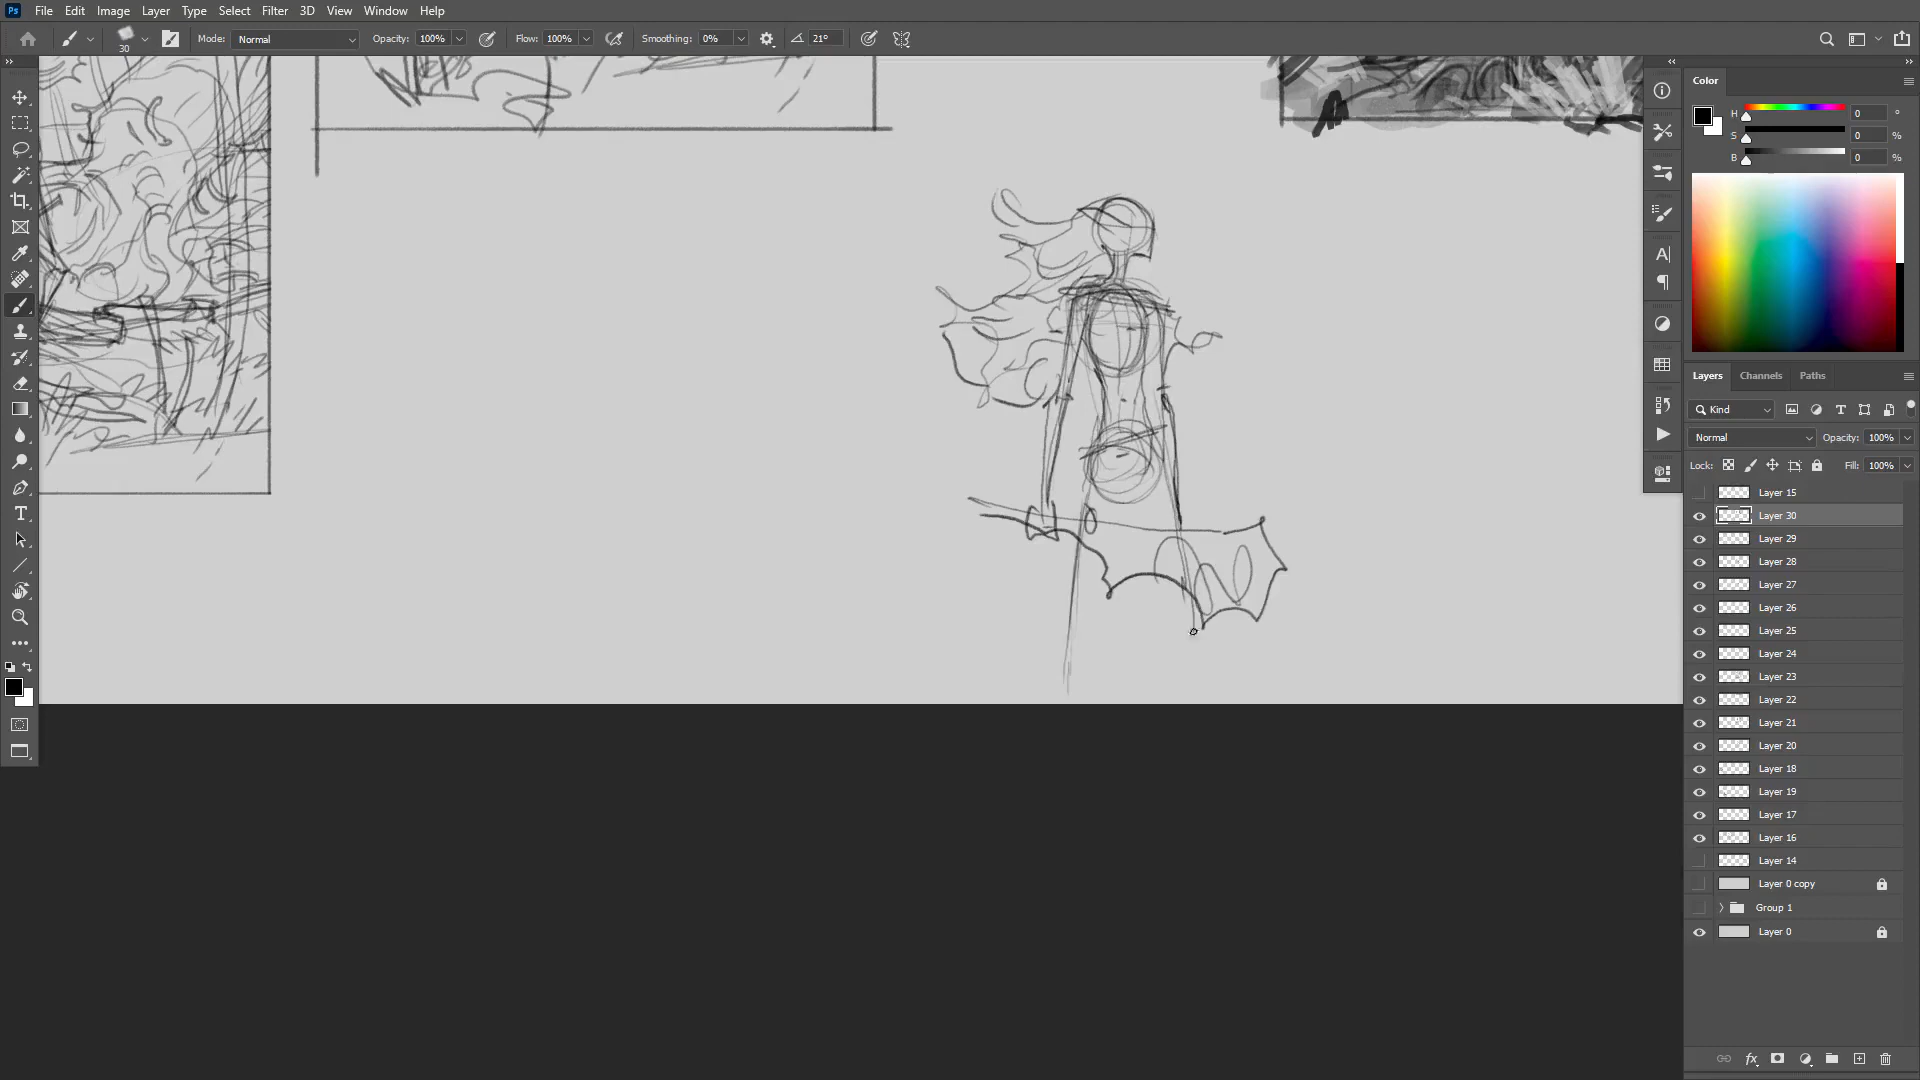 Ps File Edit Image Layer Type Select Filter 3D View Window Help
30 Mode: Normal Opacity: 100% Flow: 100% Smoothing: 0% 21°
Color
H 0 °
S 0 %
B 0 %
Layers Channels Paths
Kind
Normal Opacity: 100%
Lock: Fill: 100%
Layer 15
Layer 30
Layer 29
Layer 28
Layer 27
Layer 26
Layer 25
Layer 24
Layer 23
Layer 22
Layer 21
Layer 20
Layer 18
Layer 19
Layer 17
Layer 16
Layer 14
Layer 0 copy
Group 1
Layer 0